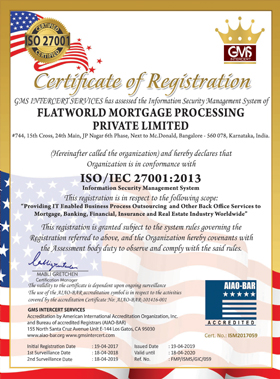 CERTIFIED
ISO 27001
CERTIFIED
GMS
INTERCERT
Certificate of Registration
GMS INTERCERT SERVICES has assessed the Information Security Management System of
FLATWORLD MORTGAGE PROCESSING
PRIVATE LIMITED
#744, 15th Cross, 24th Main, JP Nagar 6th Phase, Next to Mc.Donald, Bangalore - 560 078, Karnataka, India.
(Hereinafter called the organization) and hereby declares that
Organization is in conformance with
ISO/IEC 27001:2013
Information Security Management System
This registration is in respect to the following scope:
"Providing IT Enabled Business Process Outsourcing and Other Back Office Services to
Mortgage, Banking, Financial, Insurance and Real Estate Industry Worldwide"
This registration is granted subject to the system rules governing the
Registration referred to above, and the Organization hereby covenants with
the Assessment body duty to observe and comply with the said rules.
MABLI GRETCHEN
Certification Manager
The validity to the certificate is dependent upon ongoing surveillance
The use of the AIAO-BAR accreditation symbol is in respect to the activities
covered by the accreditation Certificate No. AIAO-BAR
GMS INTERCERT SERVICES
Accreditation by American International Accreditation Organization, Inc.
and Bureau of accredited Registrars (AIAO-BAR)
155 North Santa Cruz Avenue Unit E-144 Los Gatos, CA 95030
www.aiao-bar.org www.gmsintercert.com
AIAO-BAR
ACCREDITED
Cert No.: ISM2017059
Initial Registration Date : 19-04-2017 Issued Date : 19-04-2019
1st Surveillance Date : 18-04-2018 Valid until : 18-04-2020
2nd Surveillance Date : 18-04-2019 Ref. : FMP/ISMS/GIC/059